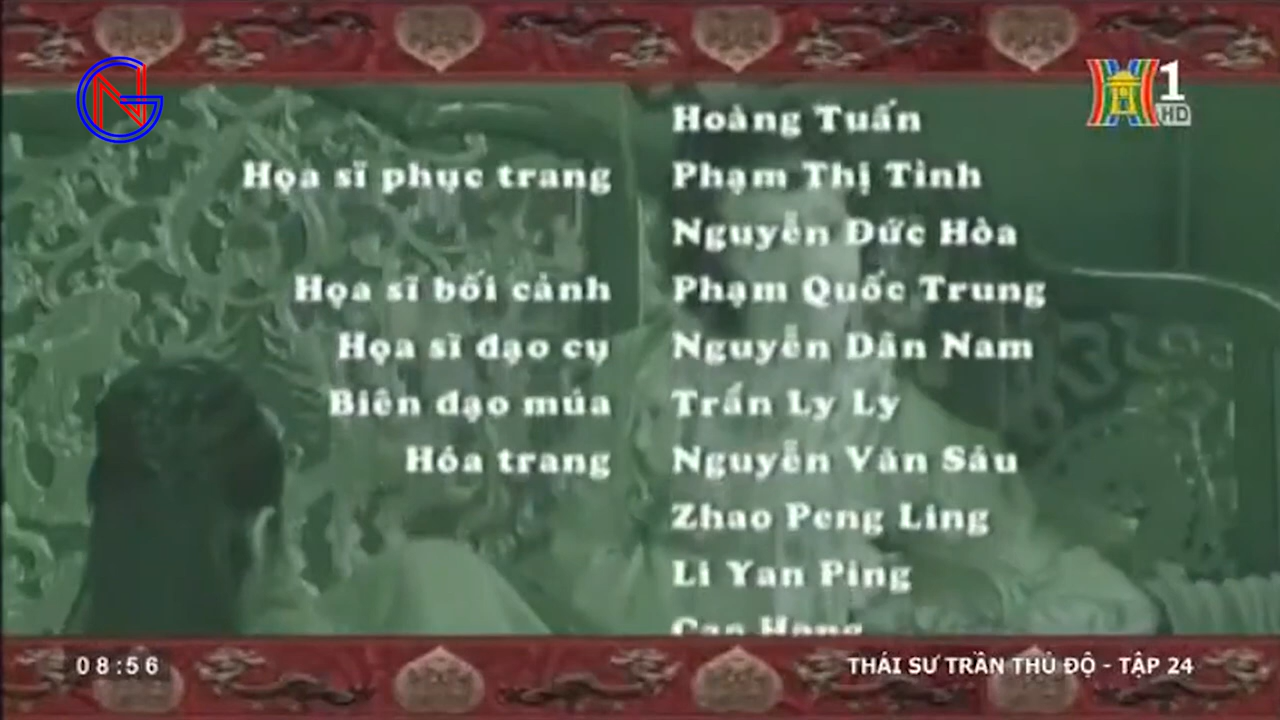 GN
H1
HD
Hoàng Tuấn
Họa sĩ phục trang Phạm Thị Tình
Nguyễn Đức Hòa
Họa sĩ bối cảnh Phạm Quốc Trung
Họa sĩ đạo cụ Nguyễn Dân Nam
Biên đạo múa Trần Ly Ly
Hóa trang Nguyễn Văn Sáu
Zhao Peng Ling
Li Yan Ping
08:56
THÁI SƯ TRẦN THỦ ĐỘ - TẬP 24